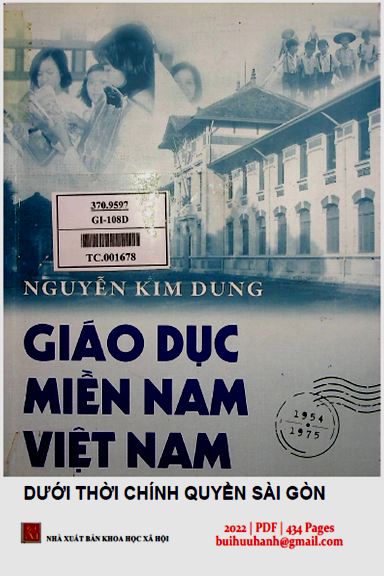 370.9597
GI-108D
TC.001678
NGUYỄN KIM DUNG
GIÁO DỤC
MIỀN NAM
VIỆT NAM
1954
1975
DƯỚI THỜI CHÍNH QUYỀN SÀI GÒN
NHÀ XUẤT BẢN KHOA HỌC XÃ HỘI
2022 | PDF | 434 Pages
buihuuhanh@gmail.com